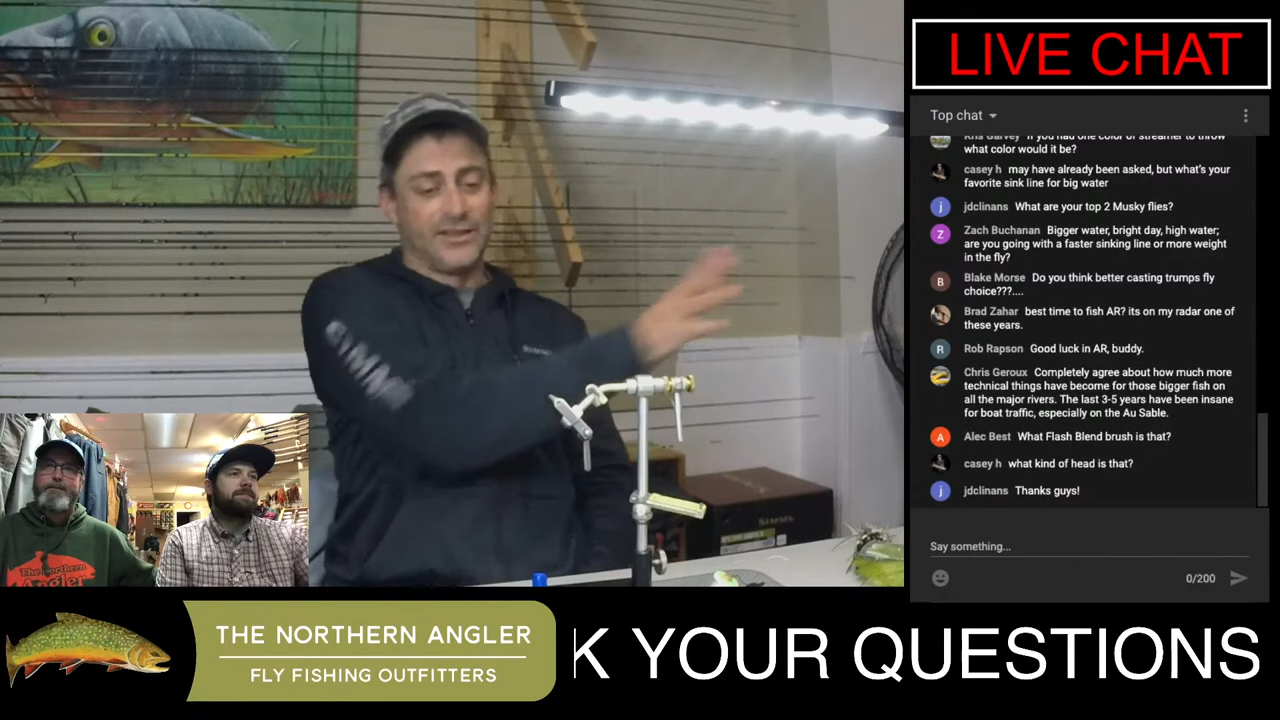 LIVE CHAT
Top chat
Kris Garvey If you had one color of streamer to throw
what color would it be?
casey h may have already been asked, but what's your
favorite sink line for big water
j jdclinans What are your top 2 Musky flies?
Z Zach Buchanan Bigger water, bright day, high water;
are you going with a faster sinking line or more weight
in the fly?
B Blake Morse Do you think better casting trumps fly
choice???....
Brad Zahar best time to fish AR? its on my radar one of
these years.
R Rob Rapson Good luck in AR, buddy.
Chris Geroux Completely agree about how much more
technical things have become for those bigger fish on
all the major rivers. The last 3-5 years have been insane
for boat traffic, especially on the Au Sable.
A Alec Best What Flash Blend brush is that?
casey h what kind of head is that?
j jdclinans Thanks guys!
Say something...
0/200
SIMMS
The Northern
Angler
THE NORTHERN ANGLER
FLY FISHING OUTFITTERS
K YOUR QUESTIONS